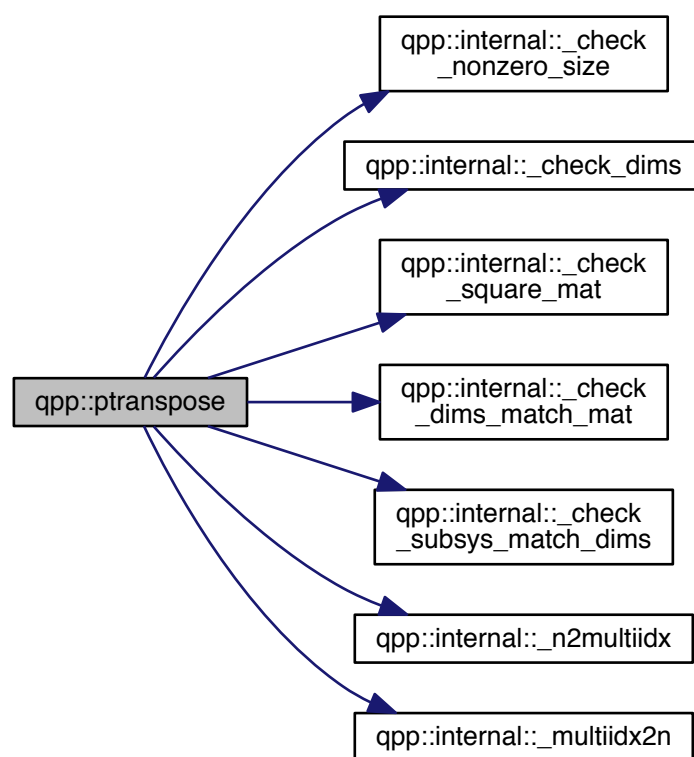 qpp::internal::_check
_nonzero_size
qpp::internal::_check_dims
qpp::internal::_check
_square_mat
qpp::ptranspose
qpp::internal::_check
_dims_match_mat
qpp::internal::_check
_subsys_match_dims
qpp::internal::_n2multiidx
qpp::internal::_multiidx2n